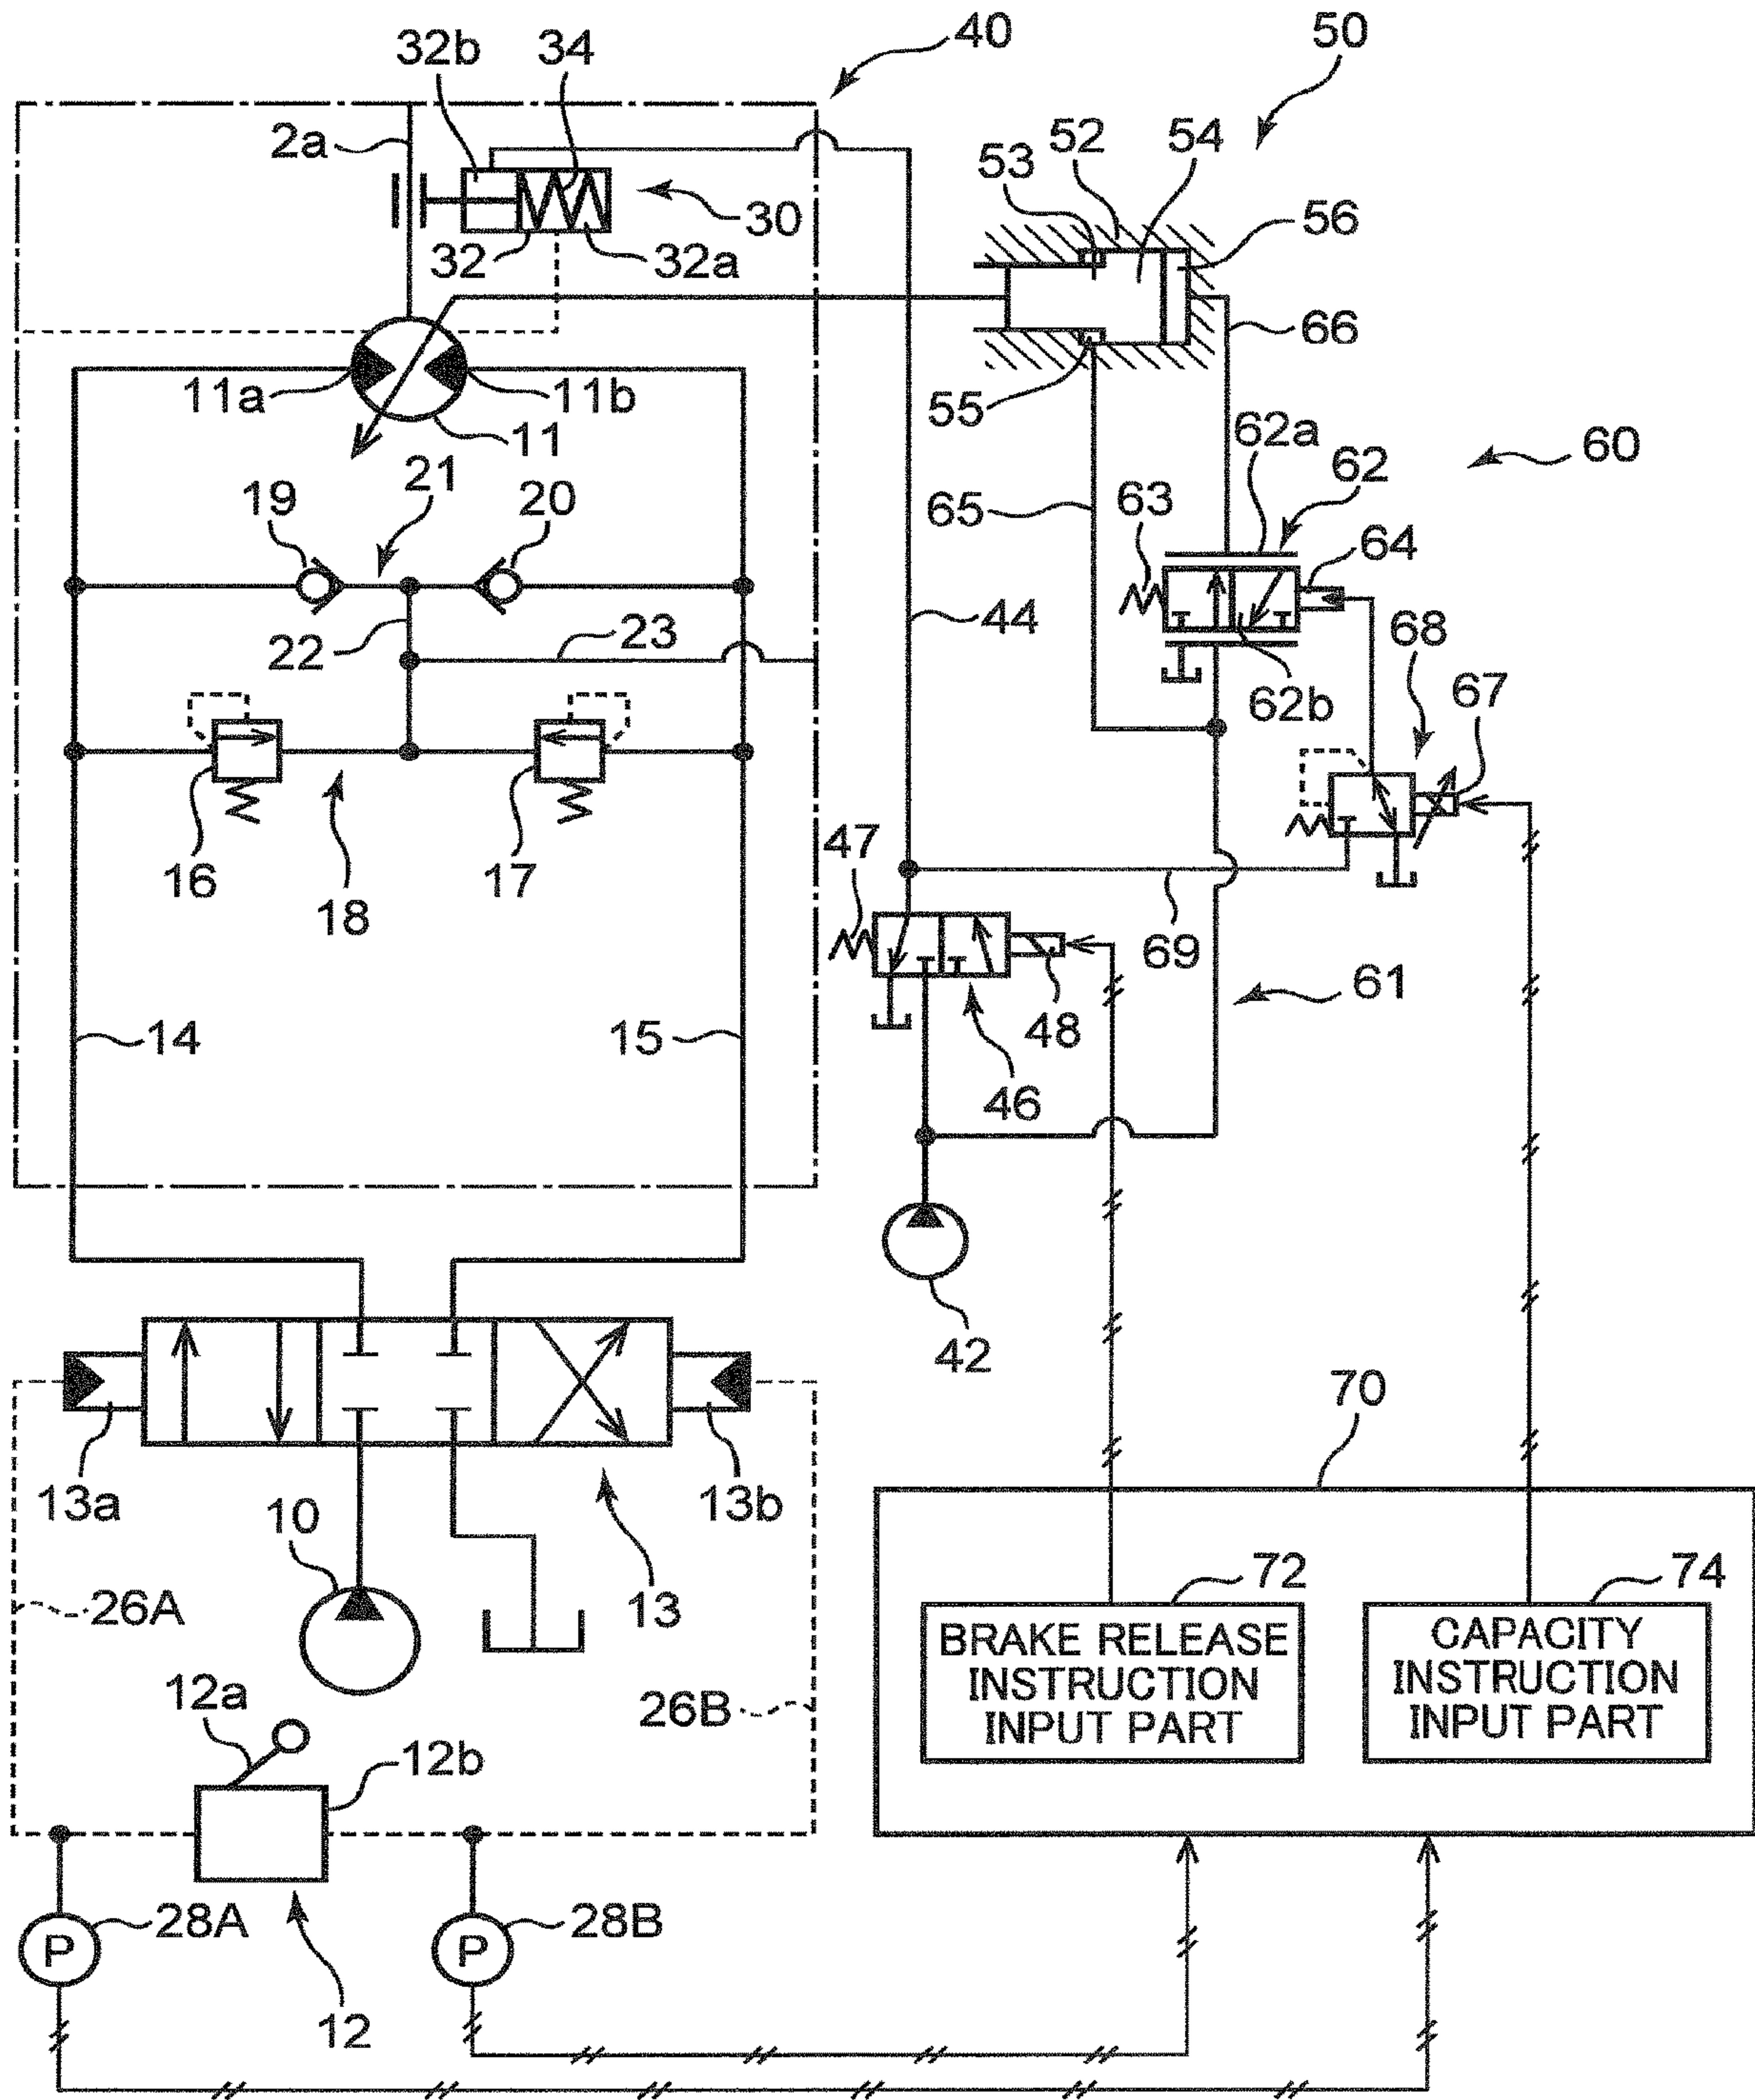 40
50
32b
34
2a
53
52
54
56
30
32
32a
66
11a
11b
11
55
62a
60
19
21
20
65
63
62
64
22
23
44
62b
68
67
16
18
17
47
69
61
14
15
48
46
42
70
13a
10
13b
13
72
74
26A
BRAKE RELEASE
INSTRUCTION
INPUT PART
CAPACITY
INSTRUCTION
INPUT PART
12a
26B
12b
28A
28B
P
P
12